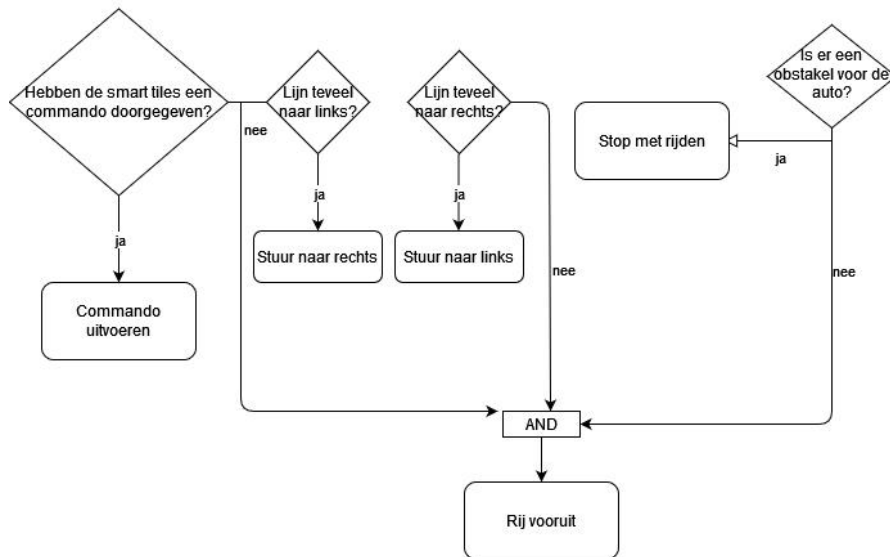 Hebben de smart tiles een
commando doorgegeven?
nee
ja
Commando
uitvoeren
Lijn teveel
naar links?
ja
Stuur naar rechts
Lijn teveel
naar rechts?
ja
Stuur naar links
nee
Is er een
obstakel voor de
auto?
ja
Stop met rijden
nee
AND
Rij vooruit